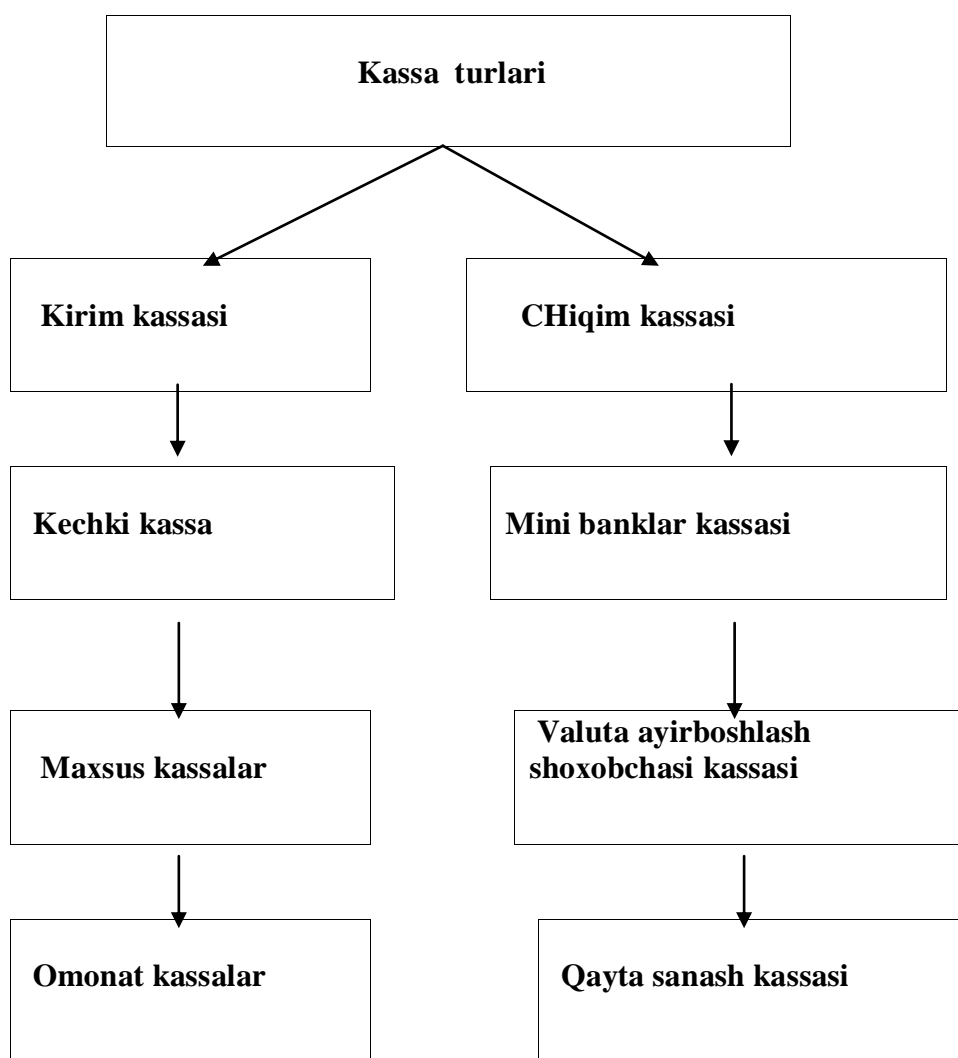 Kassa turlari
Kirim kassasi
CHiqim kassasi
Kechki kassa
Mini banklar kassasi
Maxsus kassalar
Valuta ayirboshlash
shoxobchasi kassasi
Omonat kassalar
Qayta sanash kassasi